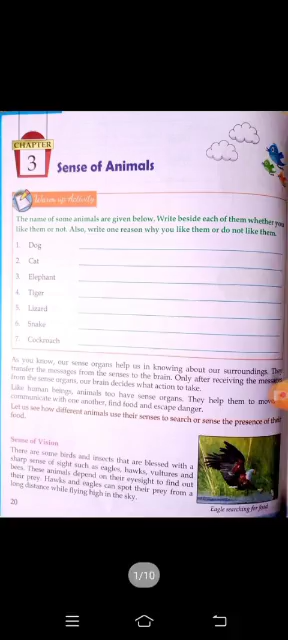 CHAPTER
3
Sense of Animals
Warm up Activity
The name of some animals are given below. Write beside each of them whether you
like them or not. Also, write one reason why you like them or do not like them.
1. Dog
2. Cat
3. Elephant
4. Tiger
5. Lizard
6. Snake
7. Cockroach
As you know, our sense organs help us in knowing about our surroundings. They
transfer the messages from the senses to the brain. Only after receiving the messages
from the sense organs, our brain decides what action to take.
Like human beings, animals too have sense organs. They help them to move,
communicate with one another, find food and escape danger.
Let us see how different animals use their senses to search or sense the presence of their
food.
Sense of Vision
There are some birds and insects that are blessed with a
sharp sense of sight such as eagles, hawks, vultures and
bees. These animals depend on their eyesight to find out
their prey. Hawks and eagles can spot their prey from a
long distance while flying high in the sky.
Eagle searching for food
20
1/10